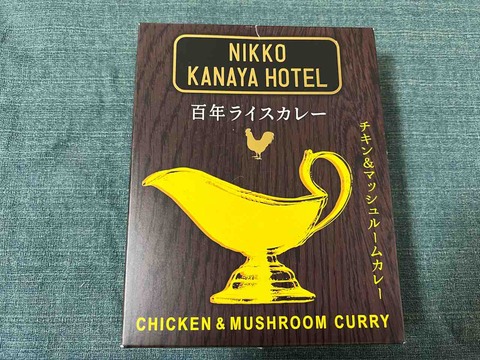 NIKKO
KANAYA HOTEL
百年ライスカレー
チキン&マッシュルームカレー
CHICKEN & MUSHROOM CURRY